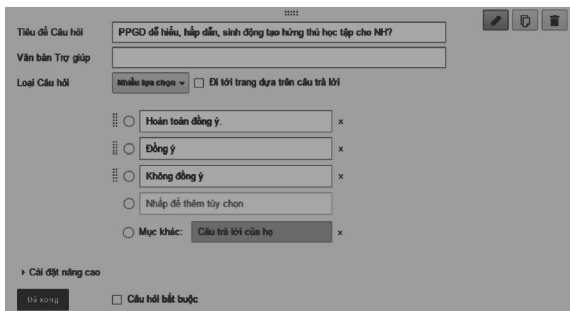 Tiêu đề Câu hỏi
PPGD dễ hiểu, hấp dẫn, sinh động tạo hứng thú học tập cho NH?
Văn bản Trợ giúp
Loại Câu hỏi
Nhiều lựa chọn
Đi tới trang dựa trên câu trả lời
Hoàn toàn đồng ý.
x
Đồng ý
x
Không đồng ý
x
Nhấp để thêm tùy chọn
Mục khác:
Câu trả lời của họ
x
Cài đặt nâng cao
Đã xong
Câu hỏi bắt buộc